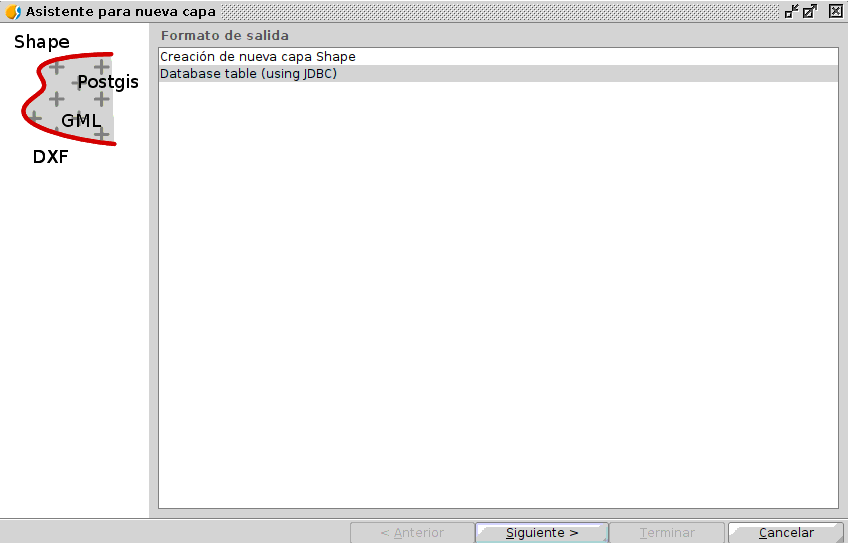 Asistente para nueva capa
Shape
Postgis
GML
DXF
Formato de salida
Creación de nueva capa Shape
Database table (using JDBC)
< Anterior
Siguiente >
Terminar
Cancelar